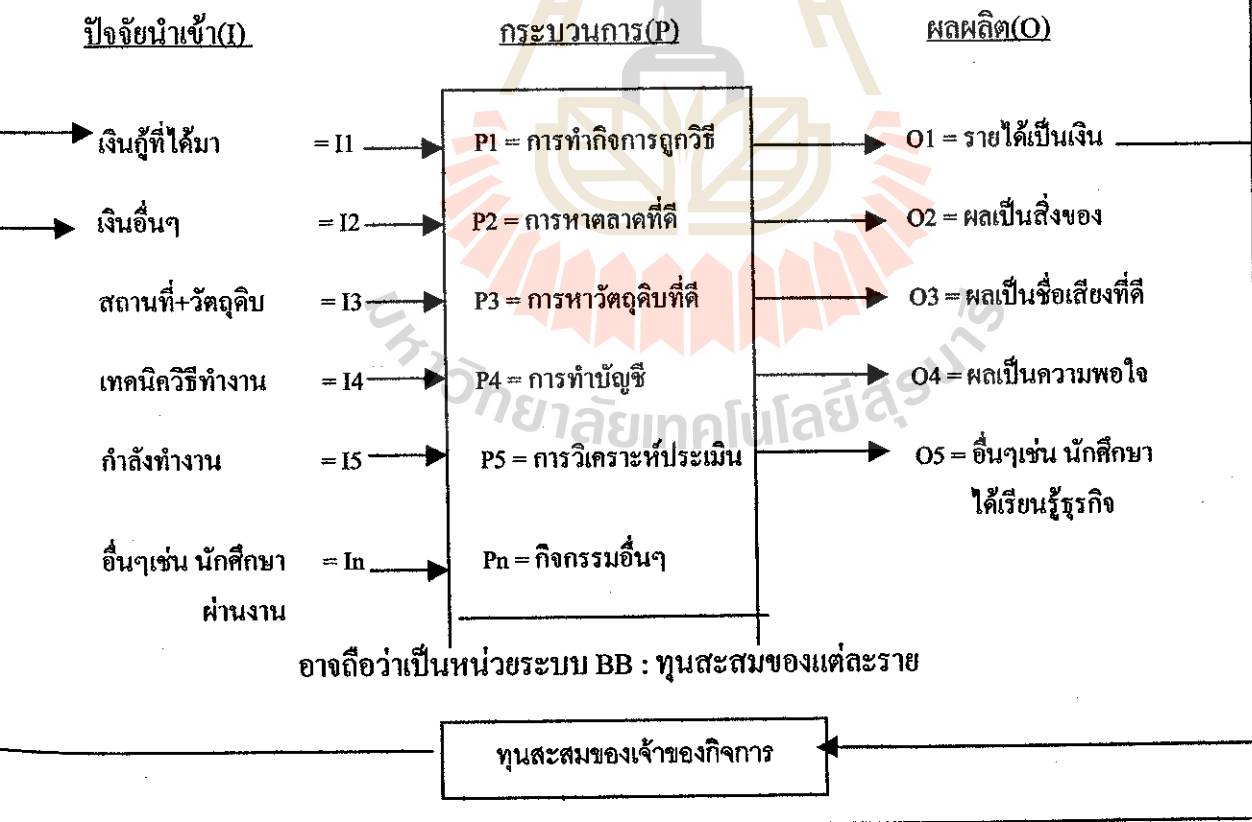 ปัจจัยนำเข้า(I) กระบวนการ(P) ผลผลิต(O)
เงินกู้ที่ได้มา = I1 P1 = การทำกิจการถูกวิธี O1 = รายได้เป็นเงิน
เงินอื่นๆ = I2 P2 = การหาตลาดที่ดี O2 = ผลเป็นสิ่งของ
สถานที่+วัตถุดิบ = I3 P3 = การหาวัตถุดิบที่ดี O3 = ผลเป็นชื่อเสียงที่ดี
เทคนิควิธีทำงาน = I4 P4 = การทำบัญชี O4 = ผลเป็นความพอใจ
กำลังทำงาน = I5 P5 = การวิเคราะห์ประเมิน O5 = อื่นๆเช่น นักศึกษา
ได้เรียนรู้ธุรกิจ
อื่นๆเช่น นักศึกษา = In Pn = กิจกรรมอื่นๆ
ผ่านงาน
อาจถือว่าเป็นหน่วยระบบ BB : ทุนสะสมของแต่ละราย
ทุนสะสมของเจ้าของกิจการ
มหาวิทยาลัยเทคโนโลยีสุรนารี